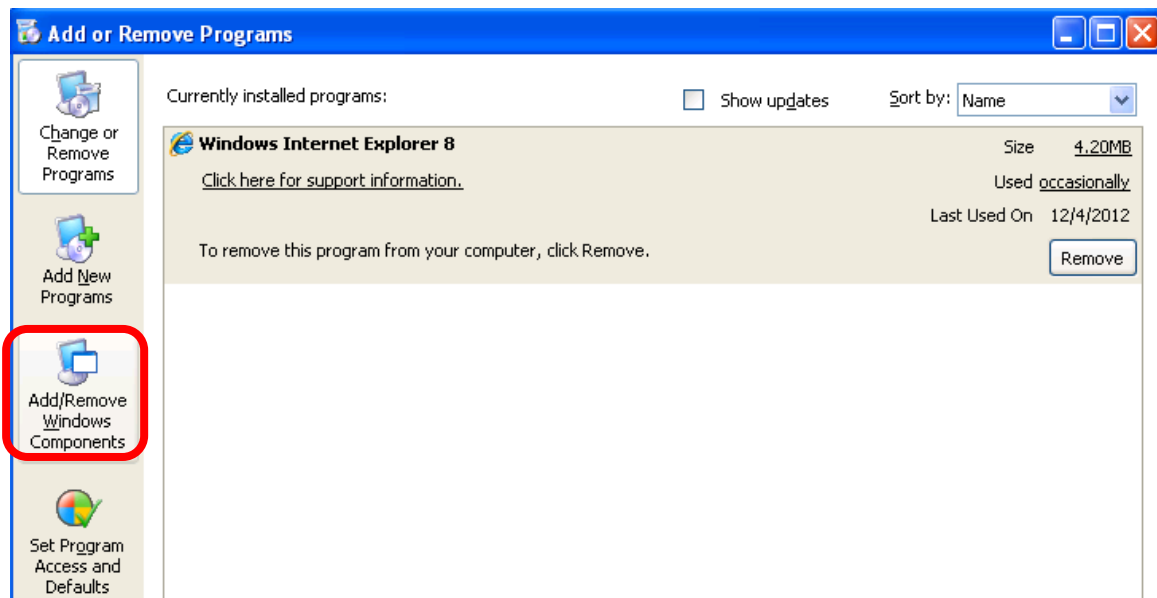 Add or Remove Programs
Change or
Remove
Programs
Add New
Programs
Add/Remove
Windows
Components
Set Program
Access and
Defaults
Currently installed programs:
Show updates
Sort by: Name
Windows Internet Explorer 8
Size 4.20MB
Click here for support information.
Used occasionally
Last Used On 12/4/2012
To remove this program from your computer, click Remove.
Remove